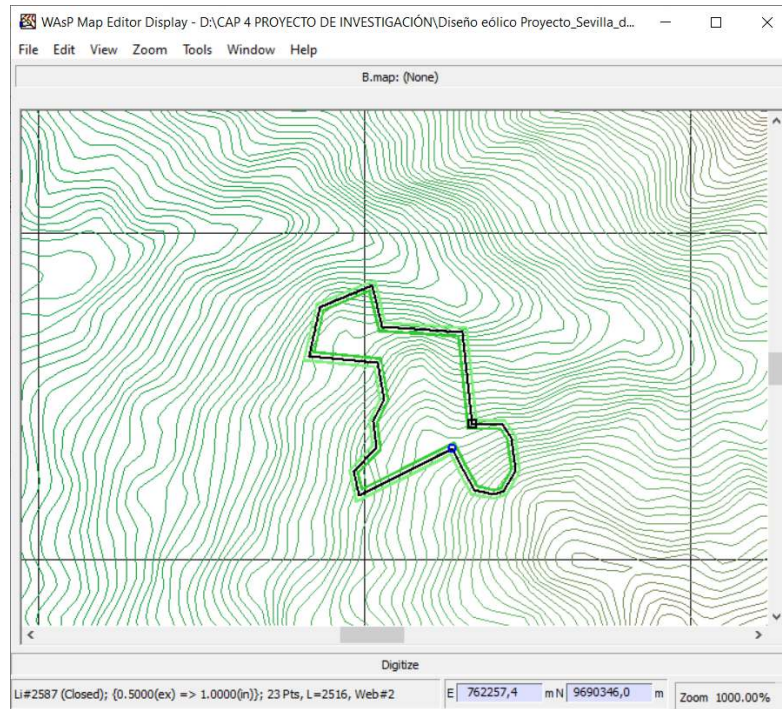 WAsP Map Editor Display - D:\CAP 4 PROYECTO DE INVESTIGACIÓN\Diseño eólico Proyecto_Sevilla_d...
File Edit View Zoom Tools Window Help
B.map: (None)
Digitize
Li#2587 (Closed); {0.5000(ex) => 1.0000(in)}; 23 Pts, L=2516, Web#2
E 762257,4 m N 9690346,0 m
Zoom 1000.00%